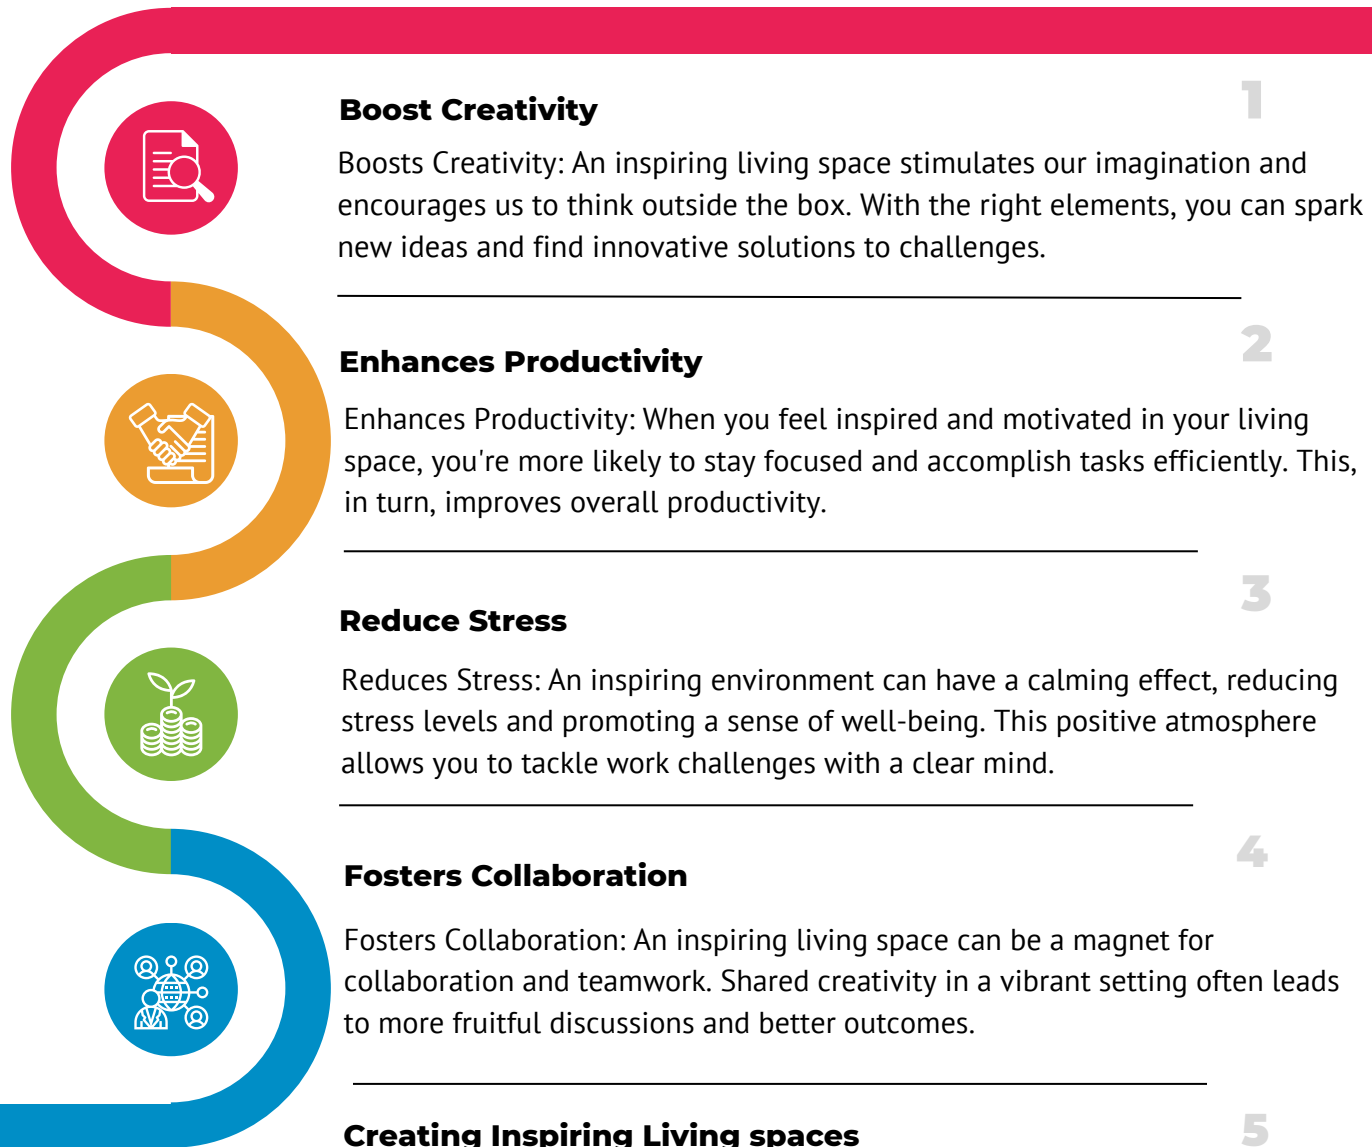 1
Boost Creativity
Boosts Creativity: An inspiring living space stimulates our imagination and
encourages us to think outside the box. With the right elements, you can spark
new ideas and find innovative solutions to challenges.
2
Enhances Productivity
Enhances Productivity: When you feel inspired and motivated in your living
space, you're more likely to stay focused and accomplish tasks efficiently. This,
in turn, improves overall productivity.
3
Reduce Stress
Reduces Stress: An inspiring environment can have a calming effect, reducing
stress levels and promoting a sense of well-being. This positive atmosphere
allows you to tackle work challenges with a clear mind.
4
Fosters Collaboration
Fosters Collaboration: An inspiring living space can be a magnet for
collaboration and teamwork. Shared creativity in a vibrant setting often leads
to more fruitful discussions and better outcomes.
5
Creating Inspiring Living spaces